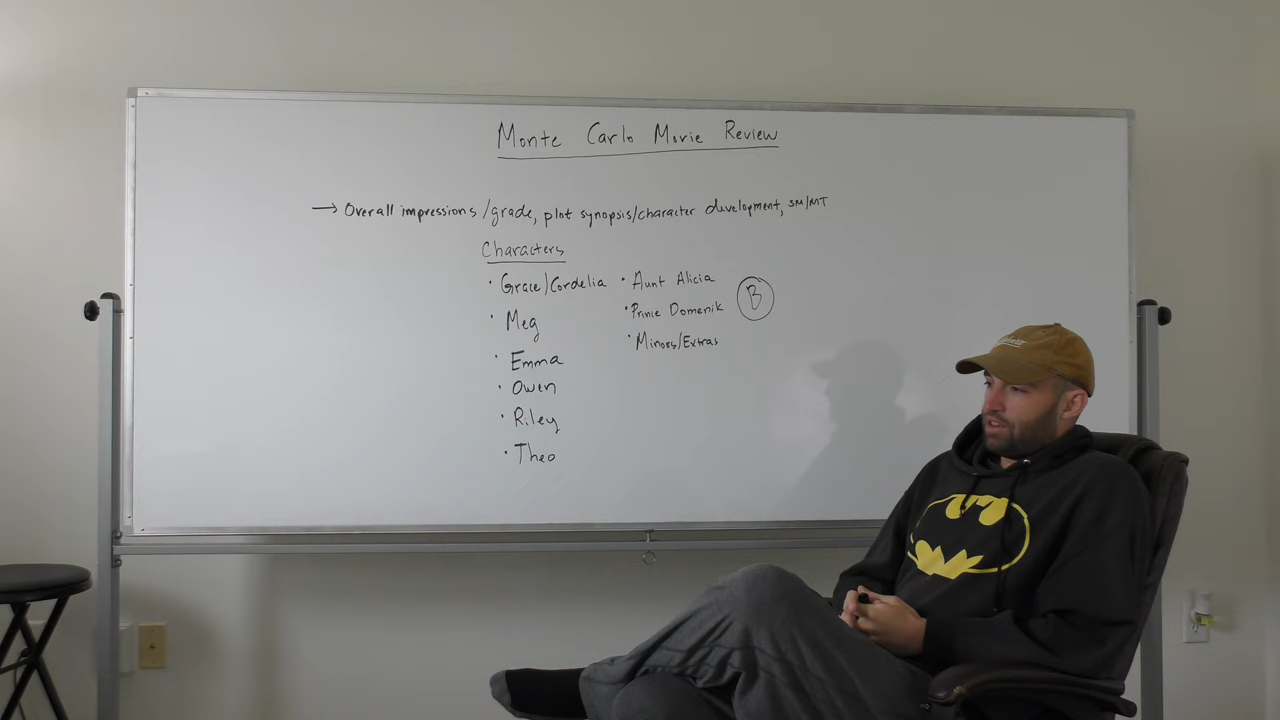 Monte Carlo Movie Review
→ Overall impressions/grade, plot synopsis/character development, SM/MT
Characters
• Grace/Cordelia
• Meg
• Emma
• Owen
• Riley
• Theo
• Aunt Alicia
• Prince Domenik
• Minors/Extras
B